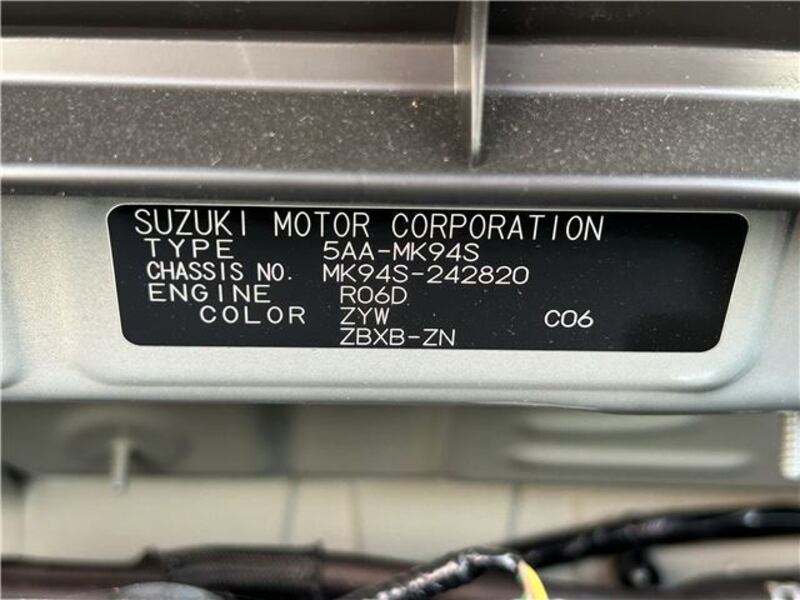 SUZUKI MOTOR CORPORATION
TYPE 5AA-MK94S
CHASSIS NO. MK94S-242820
ENGINE R06D
COLOR ZYW C06
ZBXB-ZN